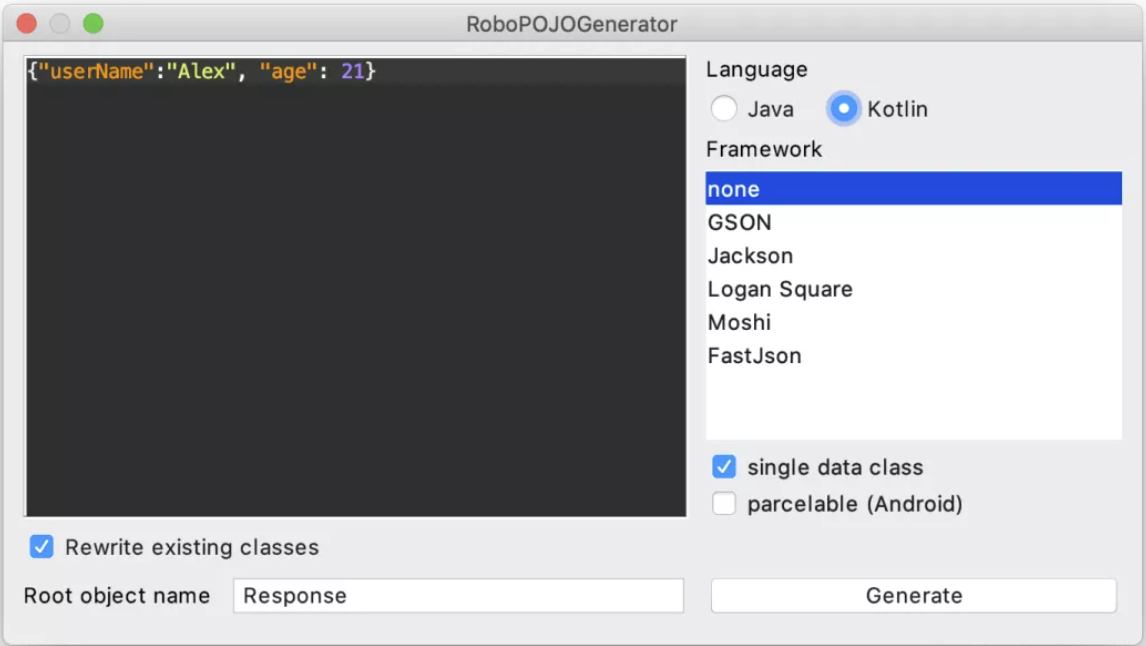 RoboPOJOGenerator
{"userName":"Alex", "age": 21}
Language
Java Kotlin
Framework
none
GSON
Jackson
Logan Square
Moshi
FastJson
single data class
parcelable (Android)
Rewrite existing classes
Root object name Response Generate